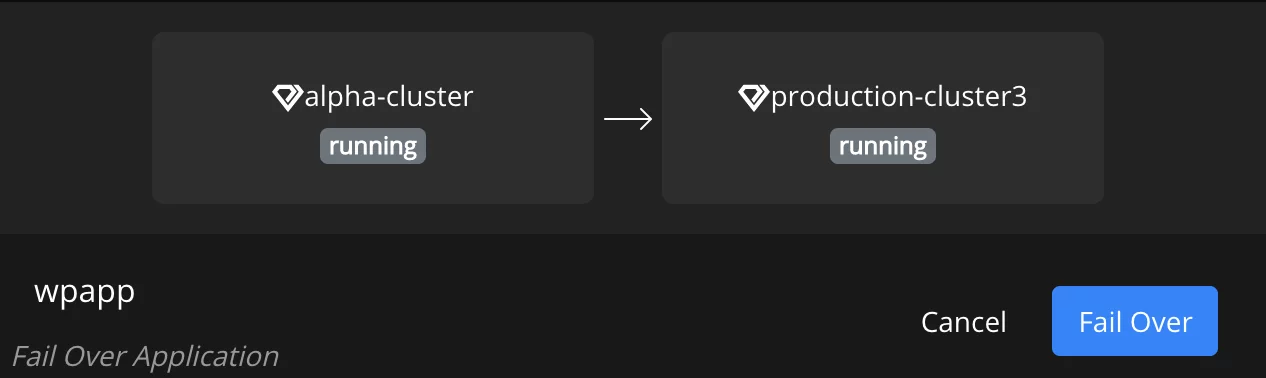 alpha-cluster
running
production-cluster3
running
wpapp
Fail Over Application
Cancel
Fail Over